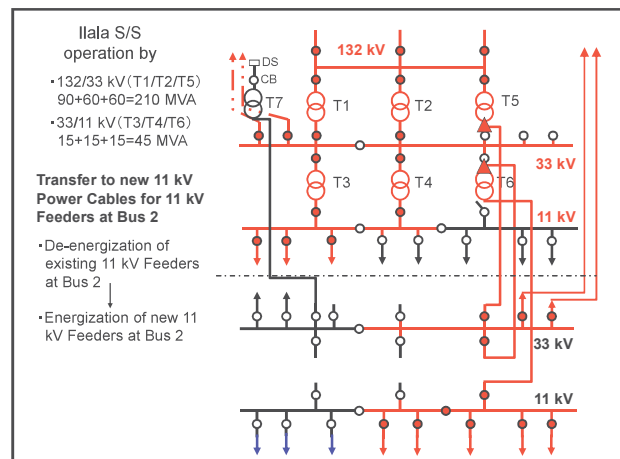 Ilala S/S
operation by
・132/33 kV(T1/T2/T5)
90+60+60=210 MVA
・33/11 kV(T3/T4/T6)
15+15+15=45 MVA
Transfer to new 11 kV
Power Cables for 11 kV
Feeders at Bus 2
・De-energization of
existing 11 kV Feeders
at Bus 2
・Energization of new 11
kV Feeders at Bus 2
132 kV
DS
CB
T7
T1
T2
T5
33 kV
T3
T4
T6
11 kV
33 kV
11 kV